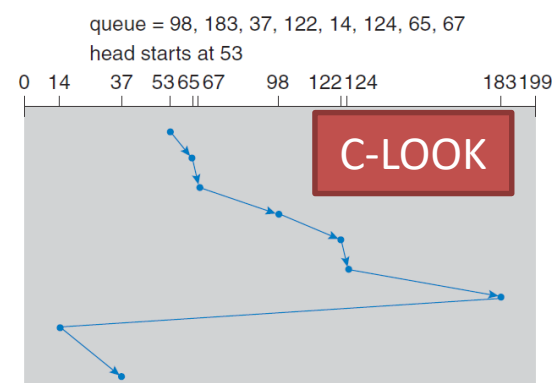 queue = 98, 183, 37, 122, 14, 124, 65, 67
head starts at 53
0 14 37 53 65 67 98 122 124 183 199
C-LOOK